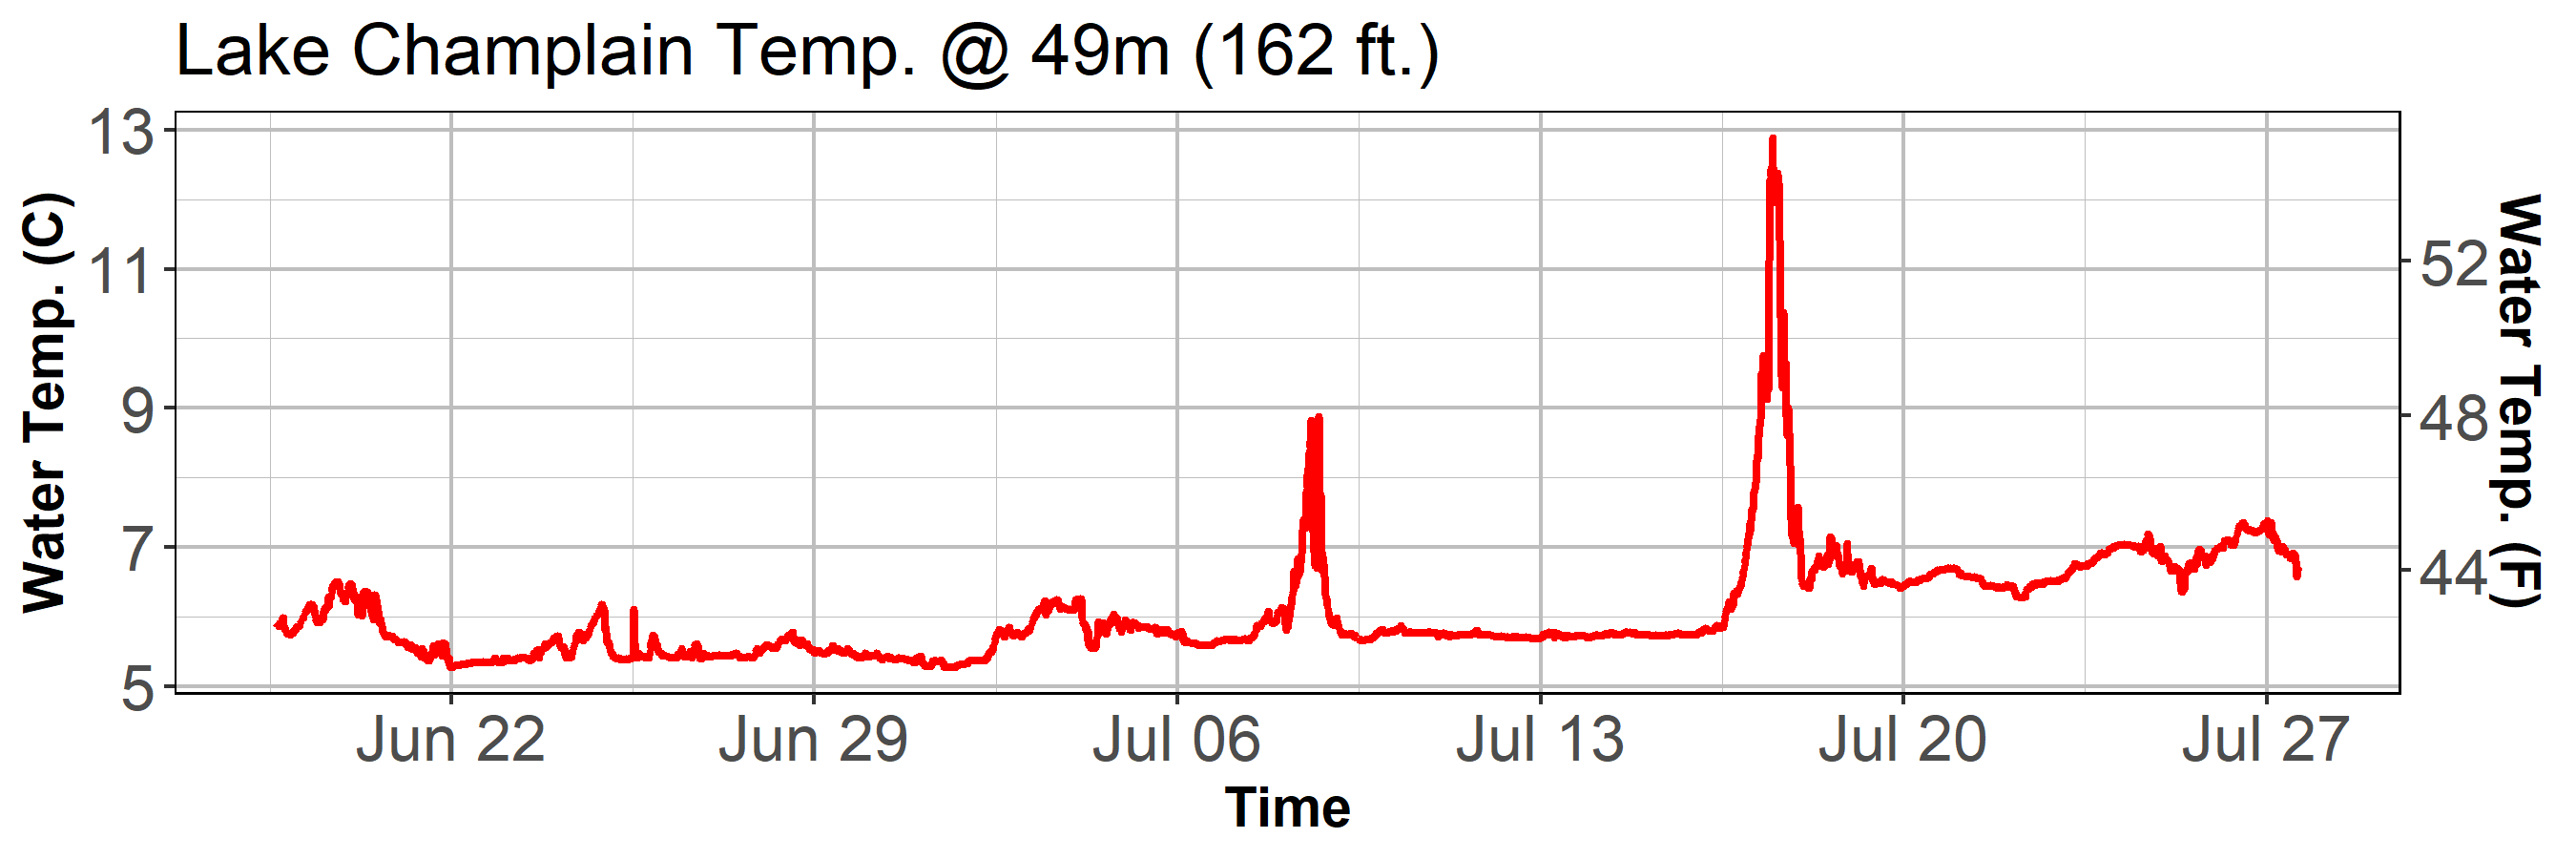 Lake Champlain Temp. @ 49m (162 ft.)
Water Temp. (C)
13
11
9
7
5
52
48
44
Water Temp. (F)
Jun 22 Jun 29 Jul 06 Jul 13 Jul 20 Jul 27
Time